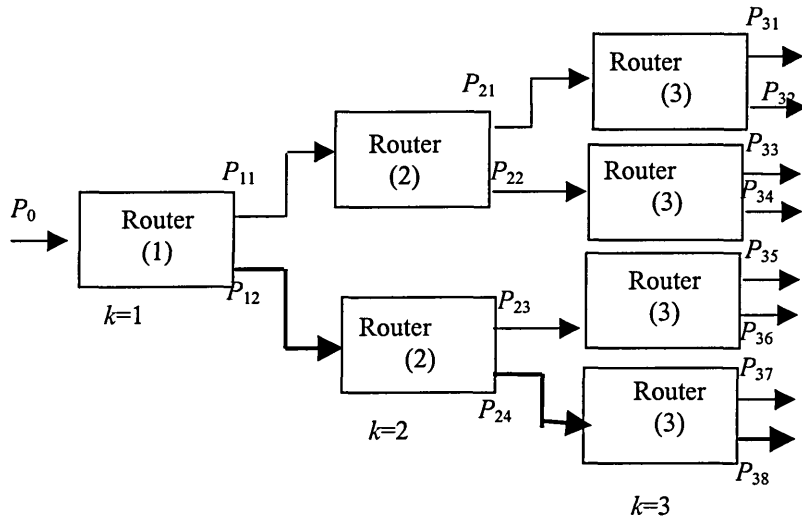 P₀
Router
(1)
k=1
P₁₁
P₁₂
Router
(2)
P₂₁
P₂₂
Router
(2)
P₂₃
P₂₄
k=2
Router
(3)
P₃₁
P₃₂
Router
(3)
P₃₃
P₃₄
Router
(3)
P₃₅
P₃₆
Router
(3)
P₃₇
P₃₈
k=3